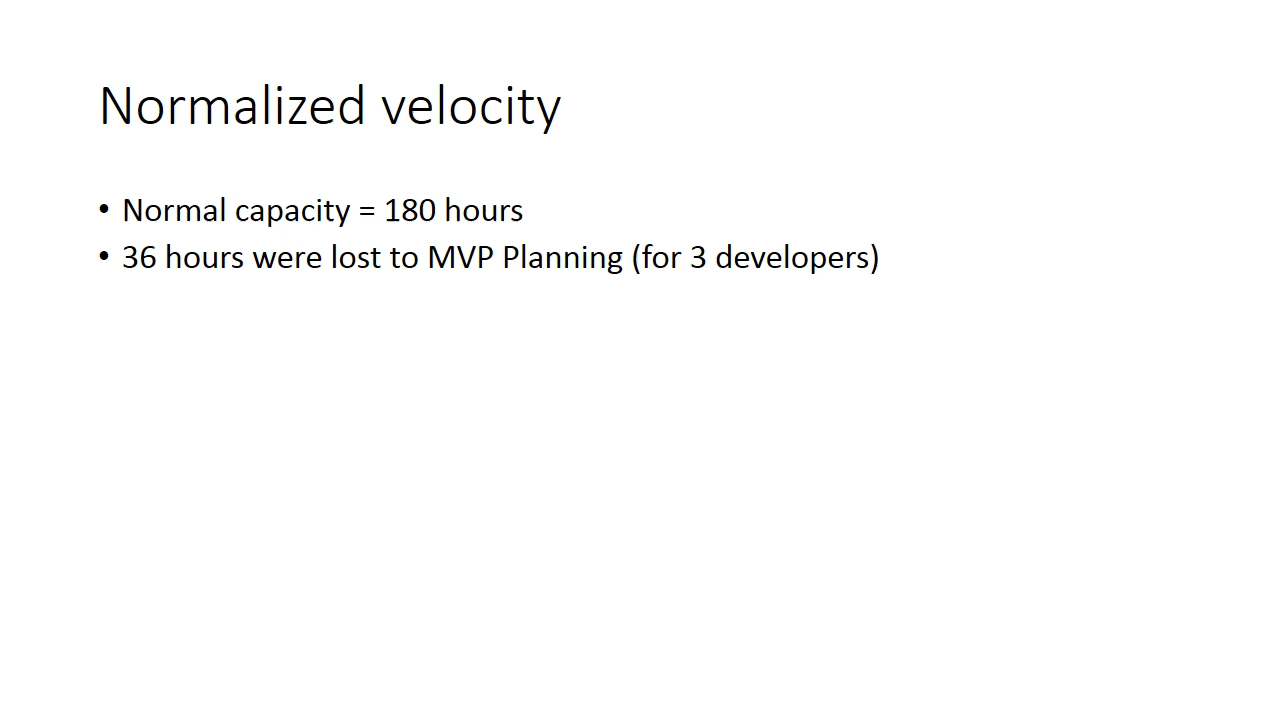 Normalized velocity
• Normal capacity = 180 hours
• 36 hours were lost to MVP Planning (for 3 developers)